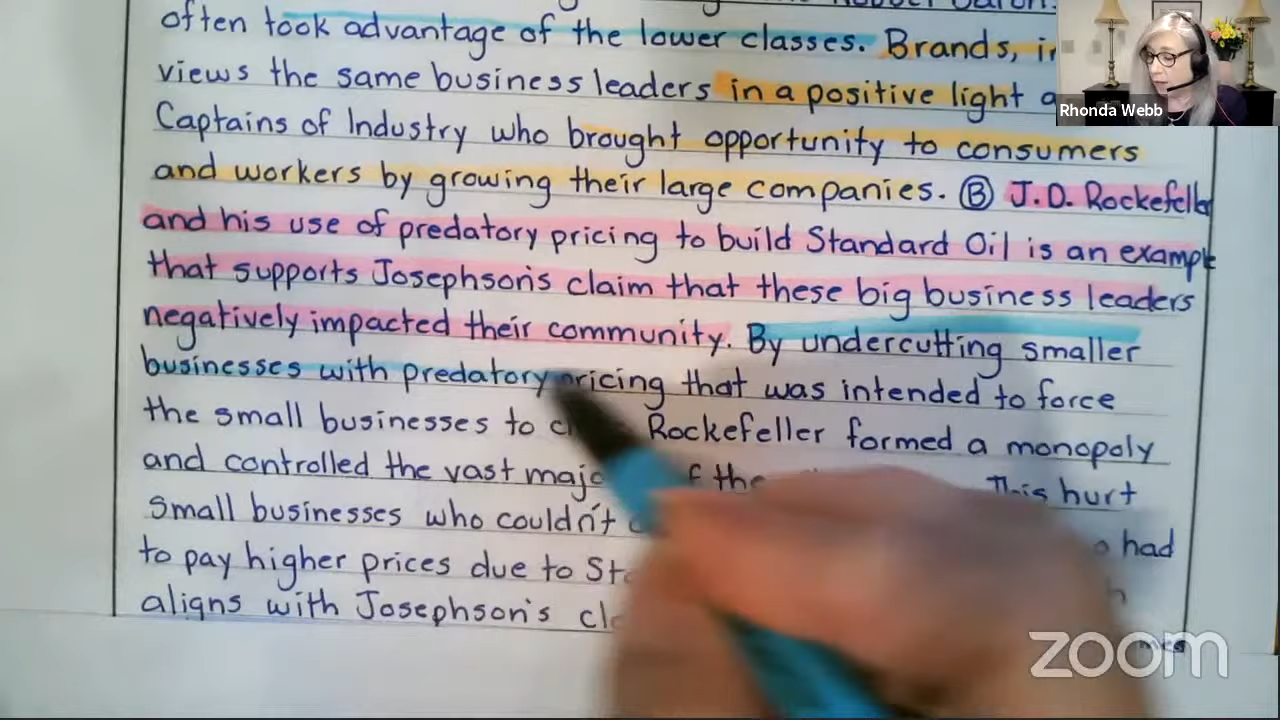 often took advantage of the lower classes. Brands, in
views the same business leaders in a positive light a
Captains of Industry who brought opportunity to consumers
and workers by growing their large companies. Ⓑ J.D. Rockefeller
and his use of predatory pricing to build Standard Oil is an example
that supports Josephson's claim that these big business leaders
negatively impacted their community. By undercutting smaller
businesses with predatory pricing that was intended to force
the small businesses to Rockefeller formed a monopoly
and controlled the vast the This hurt
small businesses who couldn't had
to pay higher prices due to
aligns with Josephson's
Rhonda Webb
zoom